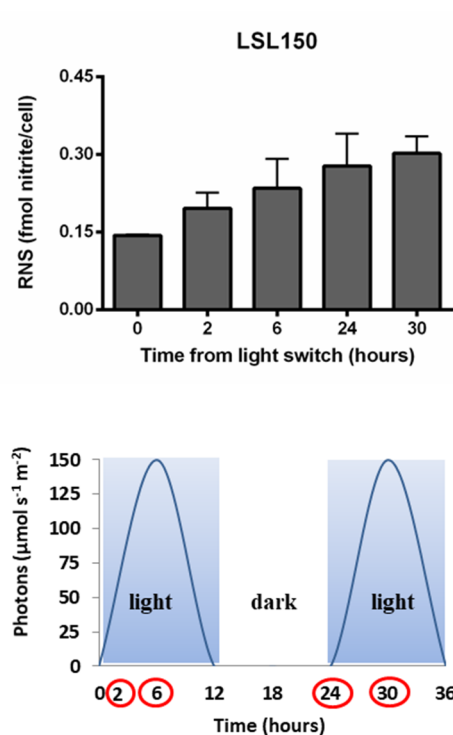 LSL150
RNS (fmol nitrite/cell)
0.45
0.30
0.15
0.00
0 2 6 24 30
Time from light switch (hours)
Photons (µmol s⁻¹ m⁻²)
150
125
100
75
50
25
0
light dark light
0 2 6 12 18 24 30 36
Time (hours)